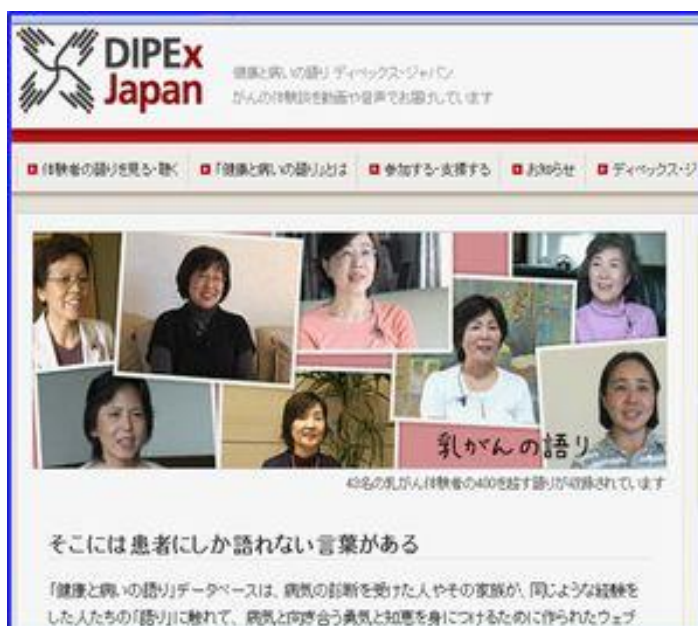 DIPEx
Japan
健康と病いの語り ディペックス・ジャパン
がんの体験談を動画や音声でお届けしています
体験者の語りを見る・聴く 「健康と病いの語り」とは 参加する・支援する お知らせ ディペックス・ジ
乳がんの語り
43名の乳がん体験者の400を越す語りが収録されています
そこには患者にしか語れない言葉がある
「健康と病いの語り」データベースは、病気の診断を受けた人やその家族が、同じような経験を
した人たちの「語り」に触れて、病気と向き合う勇気と知恵を身につけるために作られたウェブ